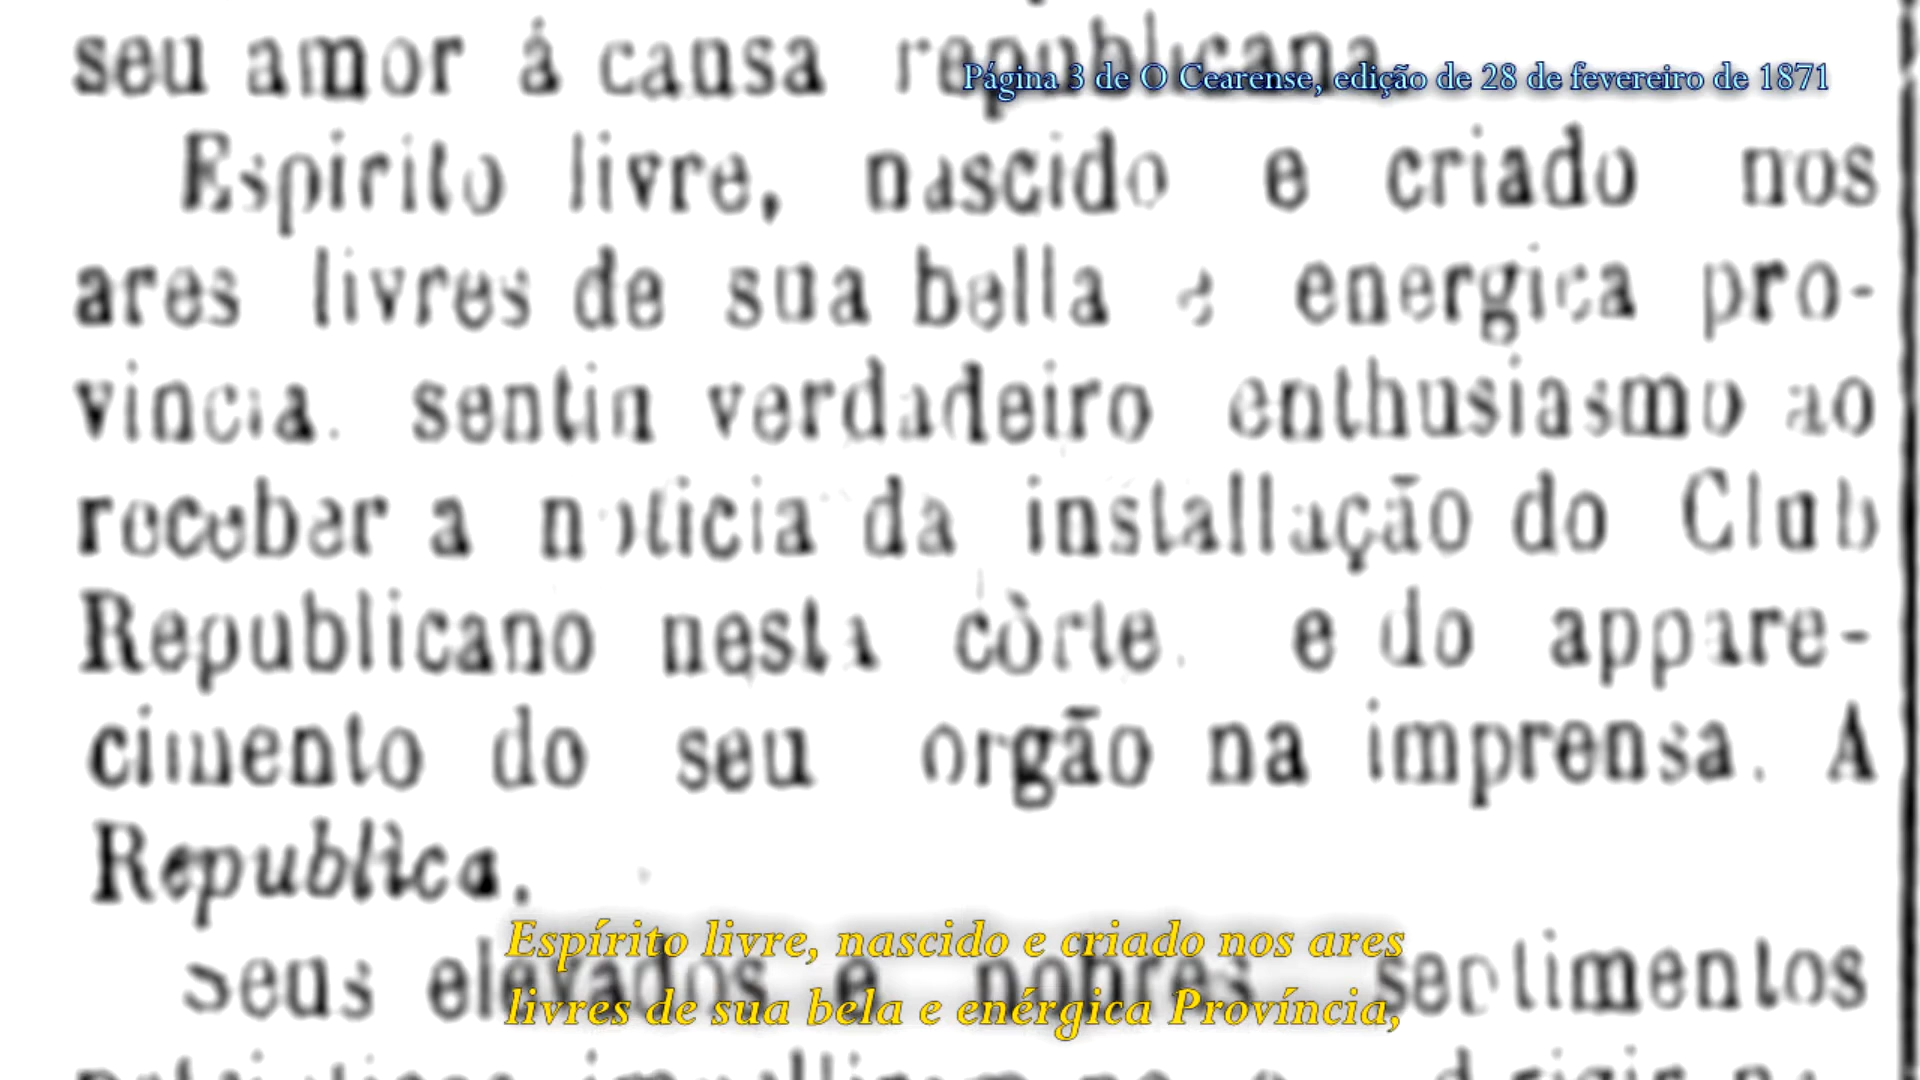 seu amor á causa republicana
Página 3 de O Cearense, edição de 28 de fevereiro de 1871
Espirito livre, nascido e criado nos
ares livres de sua bella e energica pro-
vincia. sentiu verdadeiro enthusiasmo ao
receber a noticia da installação do Club
Republicano nesta còrte. e do appare-
cimento do seu orgão na imprensa. A
Republica.
Seus elevados e nobres sentimentos
Espírito livre, nascido e criado nos ares
livres de sua bela e enérgica Província,